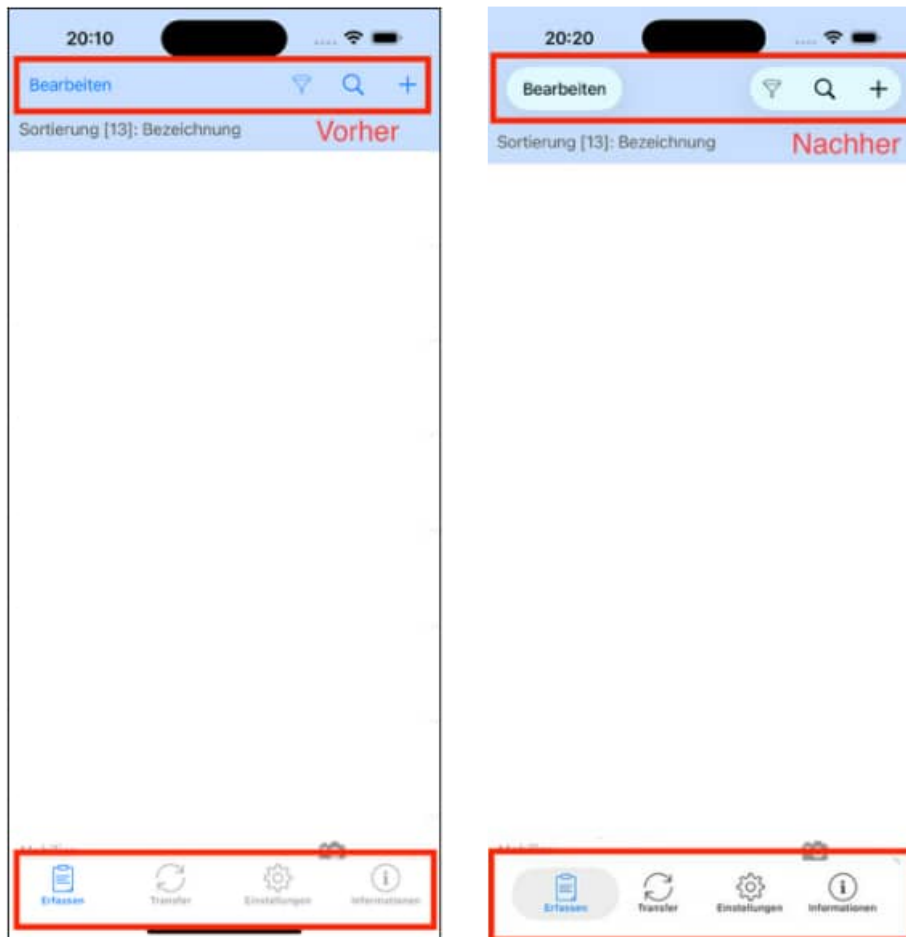 20:10
Bearbeiten
Sortierung [13]: Bezeichnung
Vorher
Erfassen
Transfer
Einstellungen
Informationen
20:20
Bearbeiten
Sortierung [13]: Bezeichnung
Nachher
Erfassen
Transfer
Einstellungen
Informationen